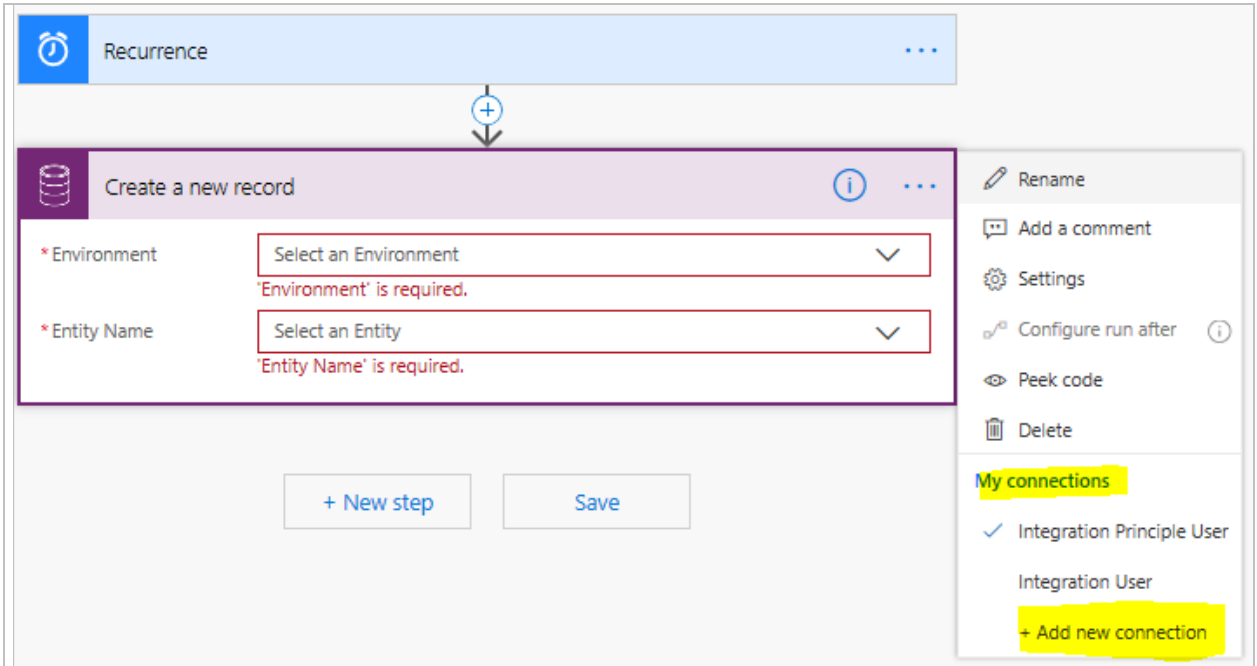 Recurrence
Create a new record
Rename
* Environment
Select an Environment
Add a comment
'Environment' is required.
Settings
* Entity Name
Select an Entity
Configure run after
'Entity Name' is required.
Peek code
Delete
My connections
+ New step
Save
Integration Principle User
Integration User
+ Add new connection